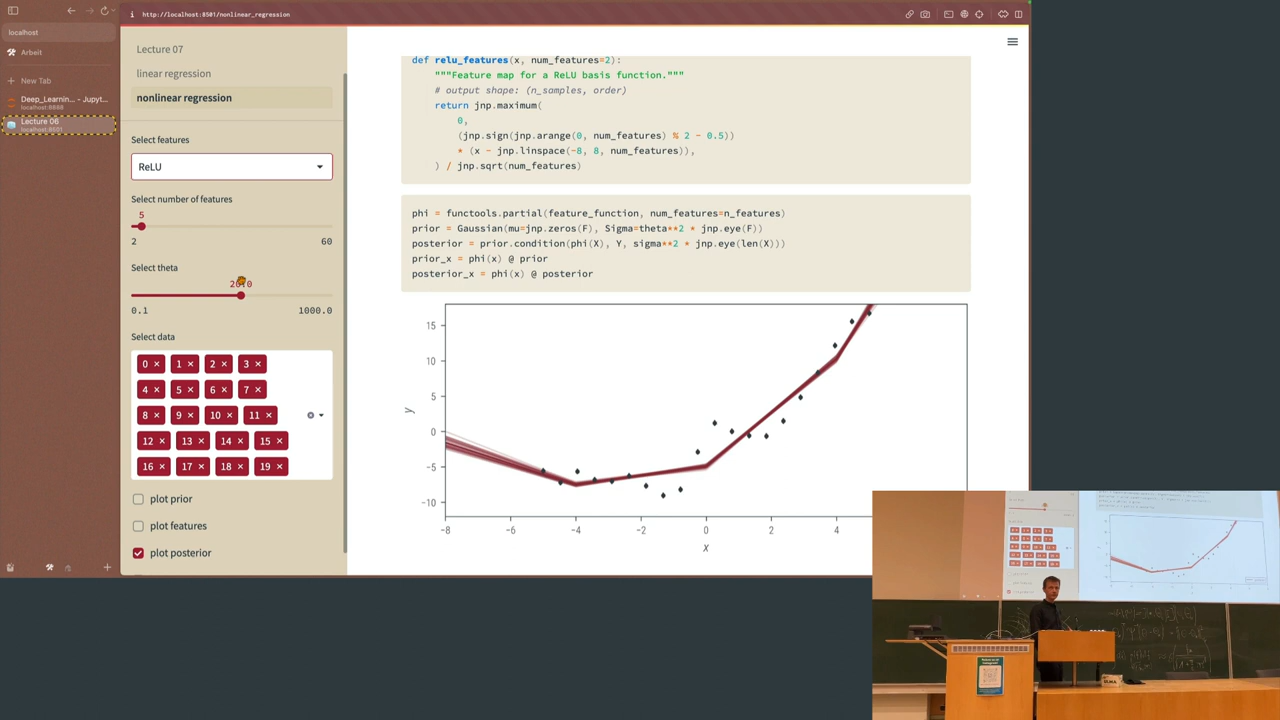 http://localhost:8501/nonlinear_regression
localhost
Arbeit
New Tab
Deep_Learnin... - Jupyt...
localhost:8888
Lecture 06
localhost:8501
Lecture 07
linear regression
nonlinear regression
Select features
ReLU
Select number of features
5
2 60
Select theta
0.1 1000.0
Select data
0 × 1 × 2 × 3 ×
4 × 5 × 6 × 7 ×
8 × 9 × 10 × 11 ×
12 × 13 × 14 × 15 ×
16 × 17 × 18 × 19 ×
plot prior
plot features
plot posterior
def relu_features(x, num_features=2):
"""Feature map for a ReLU basis function."""
# output shape: (n_samples, order)
return jnp.maximum(
0,
(jnp.sign(jnp.arange(0, num_features) % 2 - 0.5))
* (x - jnp.linspace(-8, 8, num_features)),
) / jnp.sqrt(num_features)
phi = functools.partial(feature_function, num_features=n_features)
prior = Gaussian(mu=jnp.zeros(F), Sigma=theta**2 * jnp.eye(F))
posterior = prior.condition(phi(X), Y, sigma**2 * jnp.eye(len(X)))
prior_x = phi(x) @ prior
posterior_x = phi(x) @ posterior
15
10
5
0
-5
-10
y
-8 -6 -4 -2 0 2 4
x